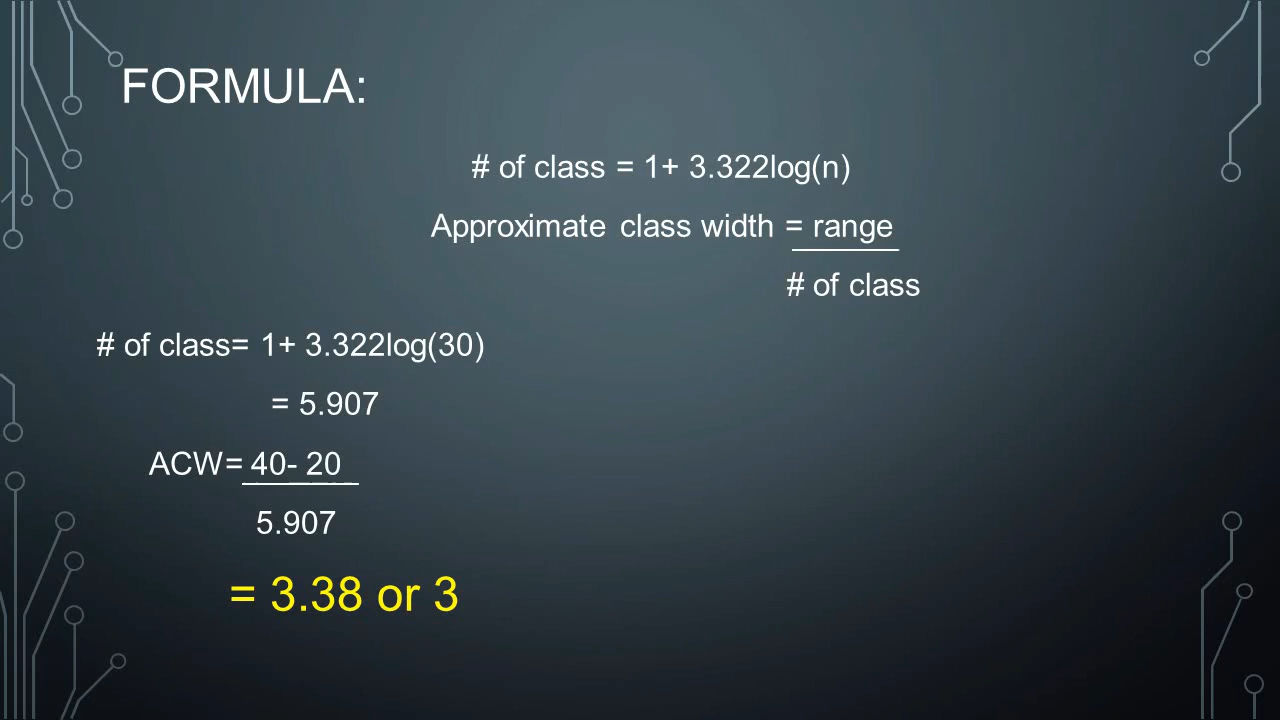 FORMULA:
# of class = 1+ 3.322log(n)
Approximate class width = range
# of class
# of class= 1+ 3.322log(30)
= 5.907
ACW= 40- 20
5.907
= 3.38 or 3